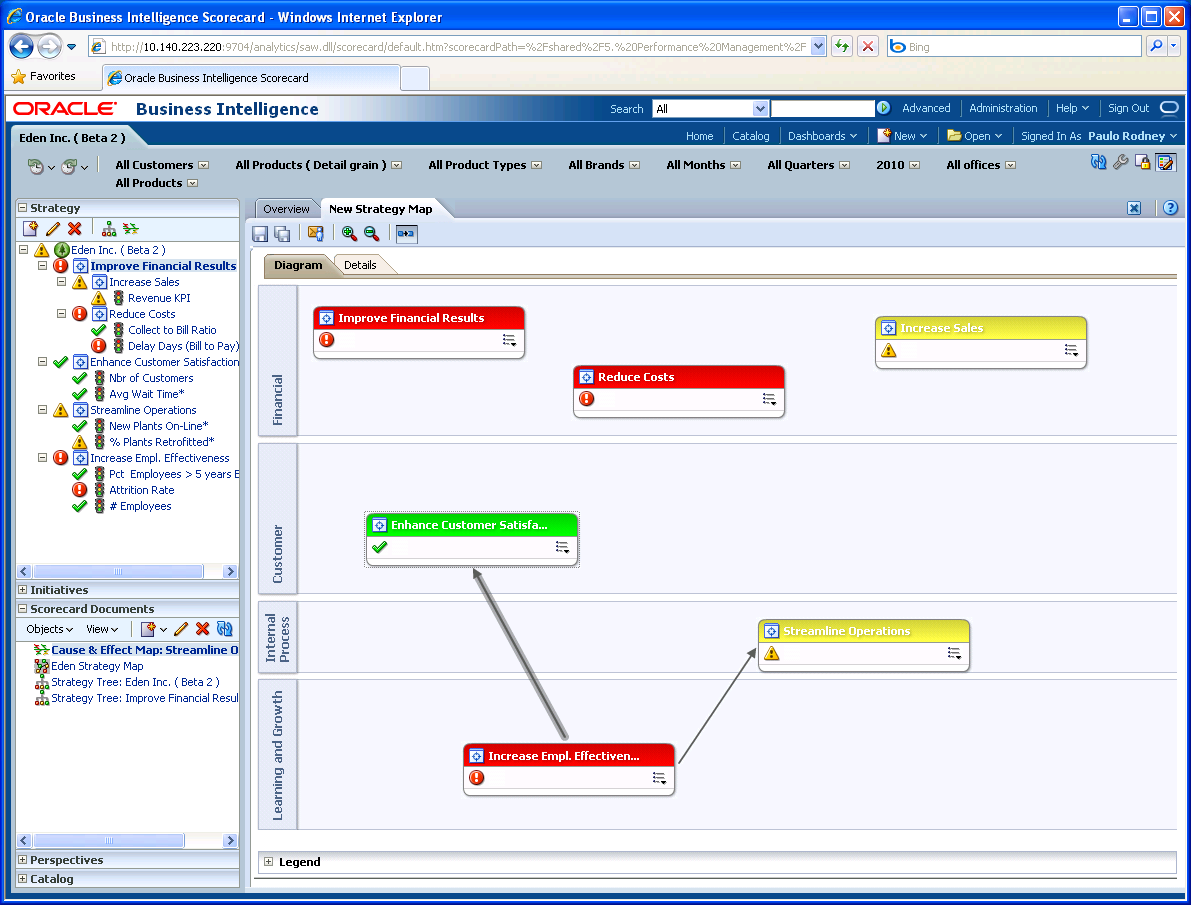 Oracle Business Intelligence Scorecard - Windows Internet Explorer
http://10.140.223.220:9704/analytics/saw.dll/scorecard/default.htm?scorecardPath=%2Fshared%2F5.%20Performance%20Management%2F
Bing
Favorites
Oracle Business Intelligence Scorecard
ORACLE Business Intelligence
Search All Advanced Administration Help Sign Out
Eden Inc. ( Beta 2 )
Home Catalog Dashboards New Open Signed In As Paulo Rodney
All Customers All Products ( Detail grain ) All Product Types All Brands All Months All Quarters 2010 All offices
All Products
Strategy
Eden Inc. ( Beta 2 )
Improve Financial Results
Increase Sales
Revenue KPI
Reduce Costs
Collect to Bill Ratio
Delay Days (Bill to Pay)
Enhance Customer Satisfaction
Nbr of Customers
Avg Wait Time*
Streamline Operations
New Plants On-Line*
% Plants Retrofitted*
Increase Empl. Effectiveness
Pct Employees > 5 years E
Attrition Rate
# Employees
Initiatives
Scorecard Documents
Objects View
Cause & Effect Map: Streamline O
Eden Strategy Map
Strategy Tree: Eden Inc. ( Beta 2 )
Strategy Tree: Improve Financial Resul
Perspectives
Catalog
Overview New Strategy Map
Diagram Details
Financial
Improve Financial Results
Increase Sales
Reduce Costs
Customer
Enhance Customer Satisfa...
Internal
Process
Streamline Operations
Learning and Growth
Increase Empl. Effectiven...
Legend